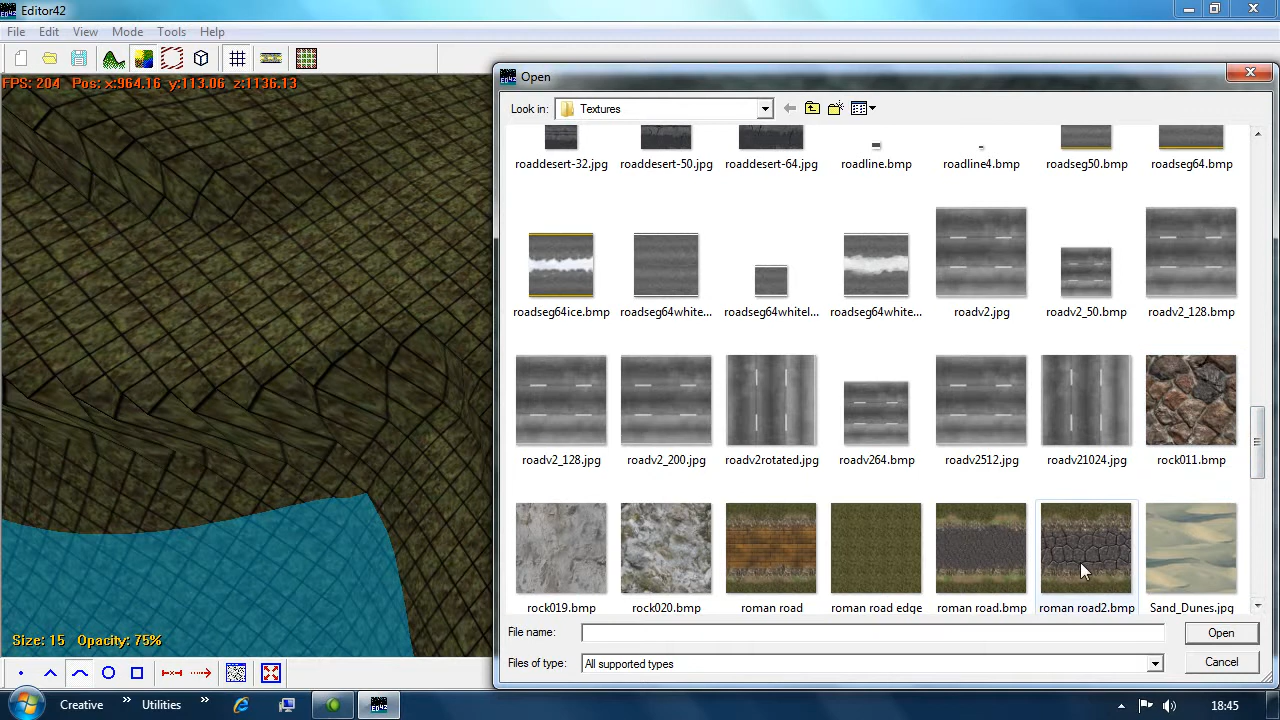 Editor42
File Edit View Mode Tools Help
FPS: 204 Pos: x:964.16 y:113.06 z:1136.13
Size: 15 Opacity: 75%
Open
Look in: Textures
roaddesert-32.jpg roaddesert-50.jpg roaddesert-64.jpg roadline.bmp roadline4.bmp roadseg50.bmp roadseg64.bmp
roadseg64ice.bmp roadseg64white... roadseg64whitel... roadseg64white... roadv2.jpg roadv2_50.bmp roadv2_128.bmp
roadv2_128.jpg roadv2_200.jpg roadv2rotated.jpg roadv264.bmp roadv2512.jpg roadv21024.jpg rock011.bmp
rock019.bmp rock020.bmp roman road roman road edge roman road.bmp roman road2.bmp Sand_Dunes.jpg
File name: Open
Files of type: All supported types Cancel
Creative » Utilities » 18:45